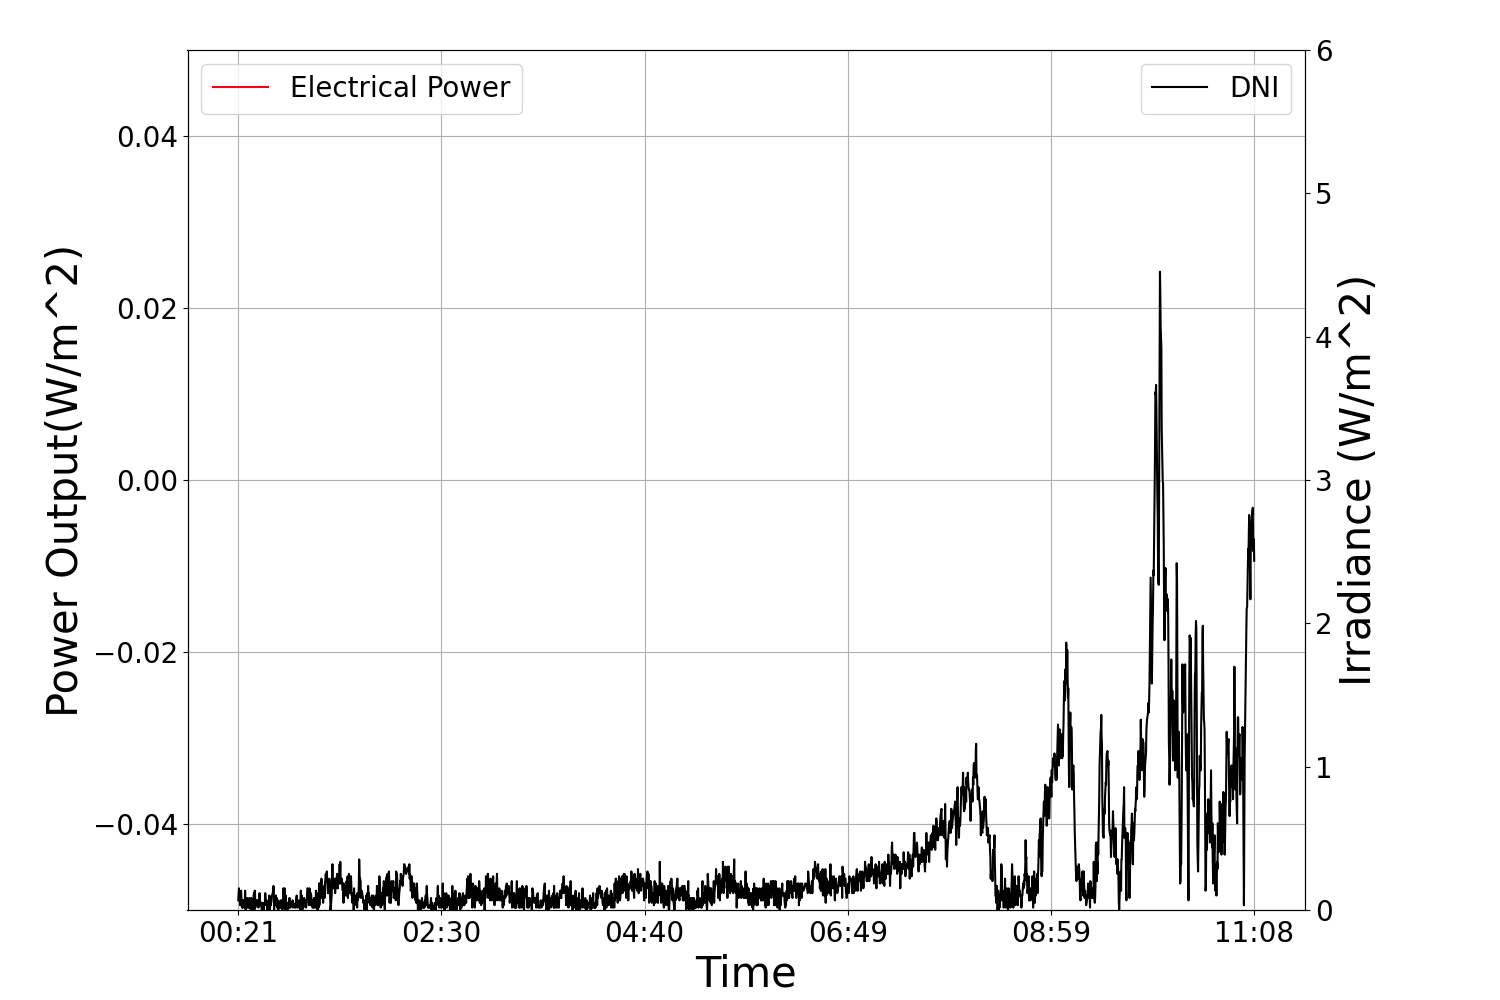 Electrical Power
DNI
0.04
0.02
0.00
−0.02
−0.04
Power Output(W/m^2)
6
5
4
3
2
1
0
Irradiance (W/m^2)
00:21 02:30 04:40 06:49 08:59 11:08
Time